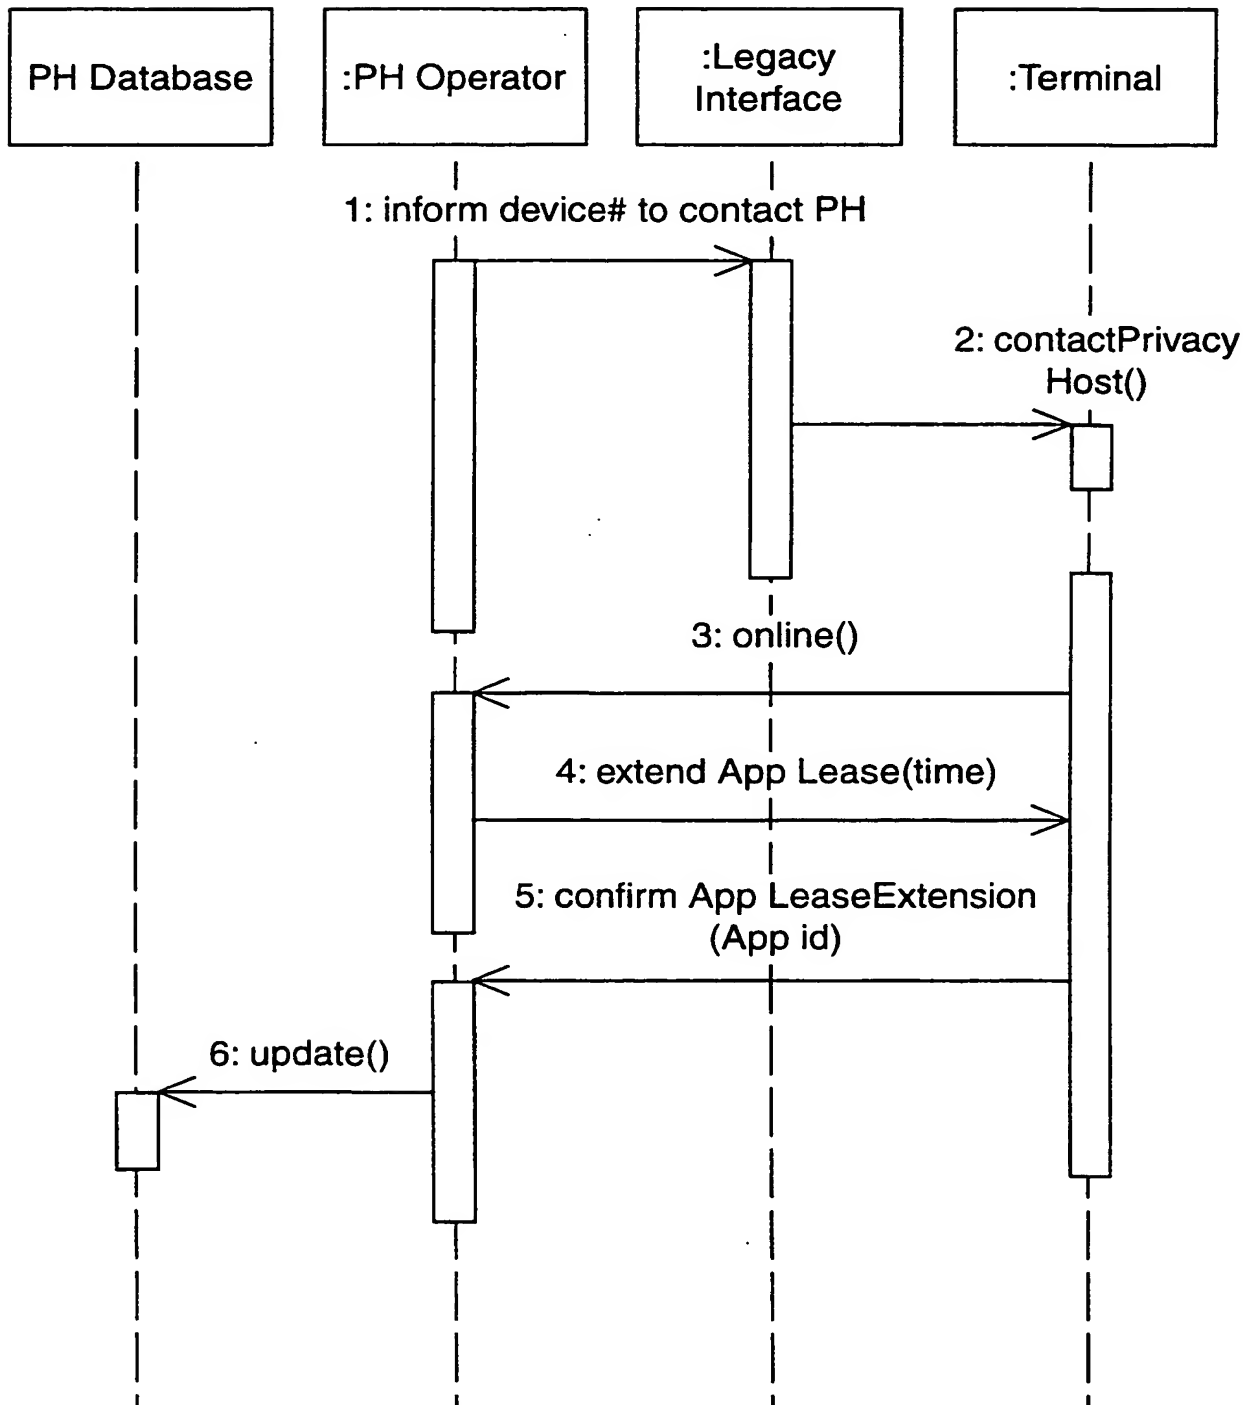 PH Database
:PH Operator
:Legacy
Interface
:Terminal
1: inform device# to contact PH
2: contactPrivacy
Host()
3: online()
4: extend App Lease(time)
5: confirm App LeaseExtension
(App id)
6: update()